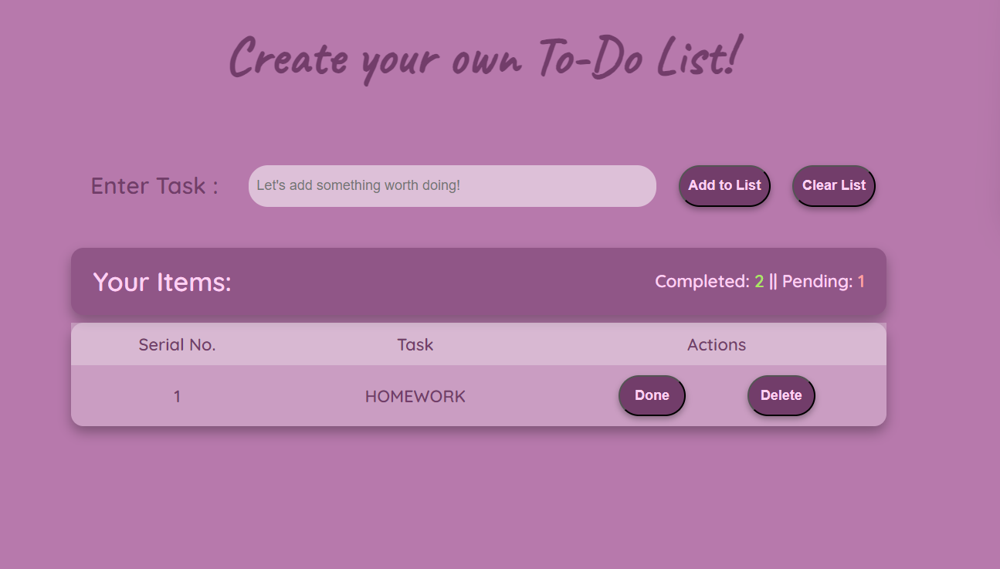 Create your own To-Do List!
Enter Task :
Let's add something worth doing!
Add to List
Clear List
Your Items:
Completed: 2 || Pending: 1
Serial No. Task Actions
1 HOMEWORK Done Delete